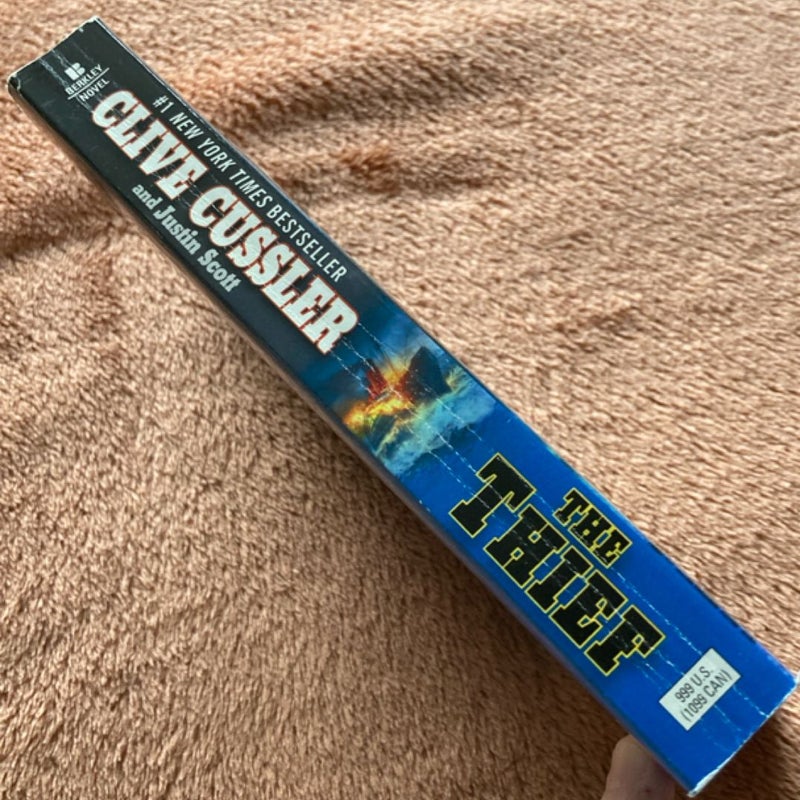 B
BERKLEY
NOVEL
#1 NEW YORK TIMES BESTSELLER
CLIVE CUSSLER
and Justin Scott
THE
THIEF
999 U.S.
(1099 CAN)